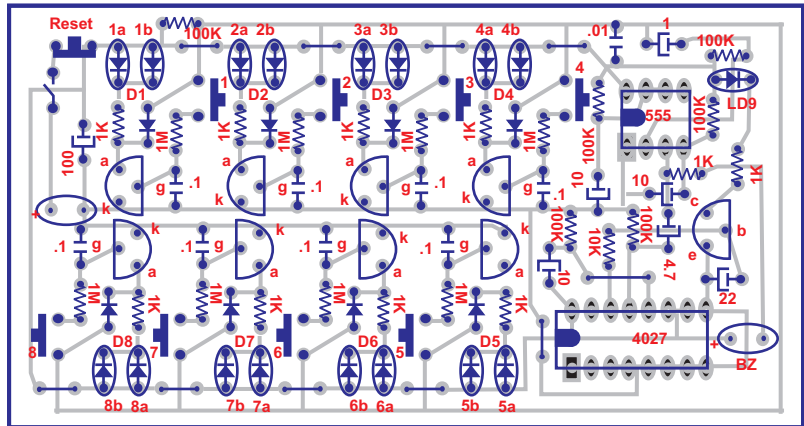 Reset 1a 1b 2a 2b 3a 3b 4a 4b .01 1
100K 100K
D1 1 D2 2 D3 3 D4 4 LD9
555
100 1K 1M 1K 1M 1K 1M 1K 1M 100K 100K
a a a a 10 10 1K 1K
g .1 g .1 g .1 g .1
+ k k k k c
.1 g k .1 g k .1 g k .1 g k 100K 10K 100K b
a a a a e
10 4.7 22
1M 1K 1M 1K 1M 1K 1M 1K
8 D8 7 D7 6 D6 5 D5 4027 + BZ
8b 8a 7b 7a 6b 6a 5b 5a